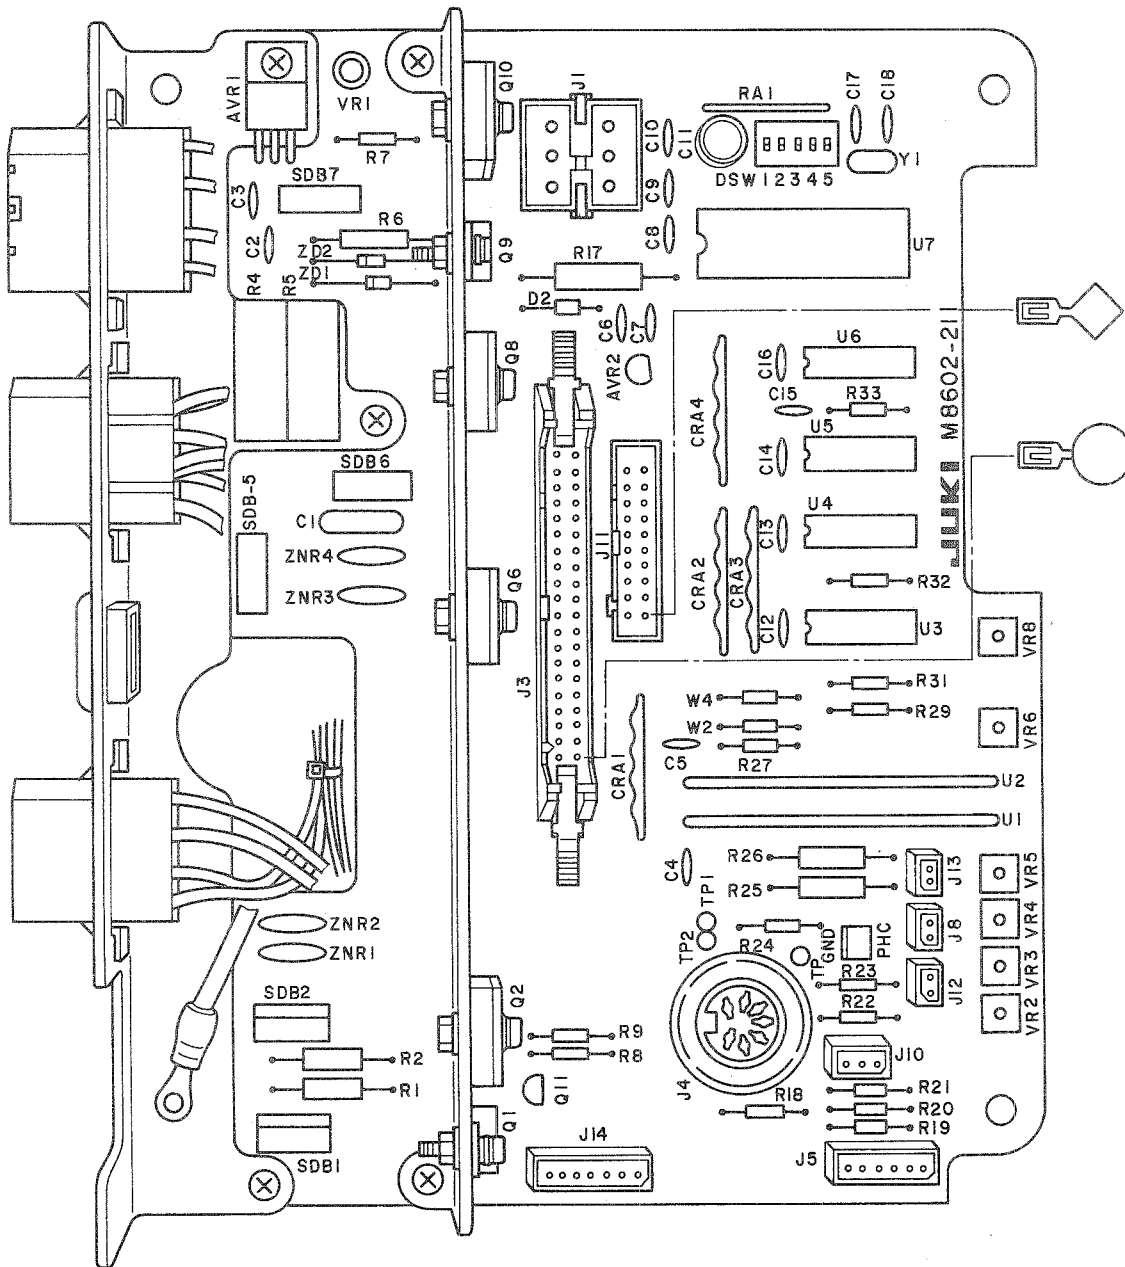 AVR1
VR1
Q10
J1
RA1
C17
C18
R7
C10
C11
Y1
DSW12345
SDB7
C3
C9
C2
R6
ZD2
ZD1
Q9
C8
U7
R17
R4
R5
D2
C6
C7
Q8
AVR2
CRA4
C16
U6
C15
R33
U5
C14
JUKI M8602-21
SDB6
SDB-5
C1
ZNR4
ZNR3
Q6
J11
CRA2
CRA3
C13
U4
R32
C12
U3
VR8
J3
W4
R31
R29
W2
VR6
C5
R27
CRA1
U2
U1
C4
R26
R25
J13
VR5
TP1
TP2
R24
TP GND
PHC
J8
VR4
ZNR2
ZNR1
R23
R22
J12
VR3
VR2
SDB2
Q2
R9
R8
R2
R1
Q11
J4
J10
R21
R20
R19
R18
Q1
SDB1
J14
J5